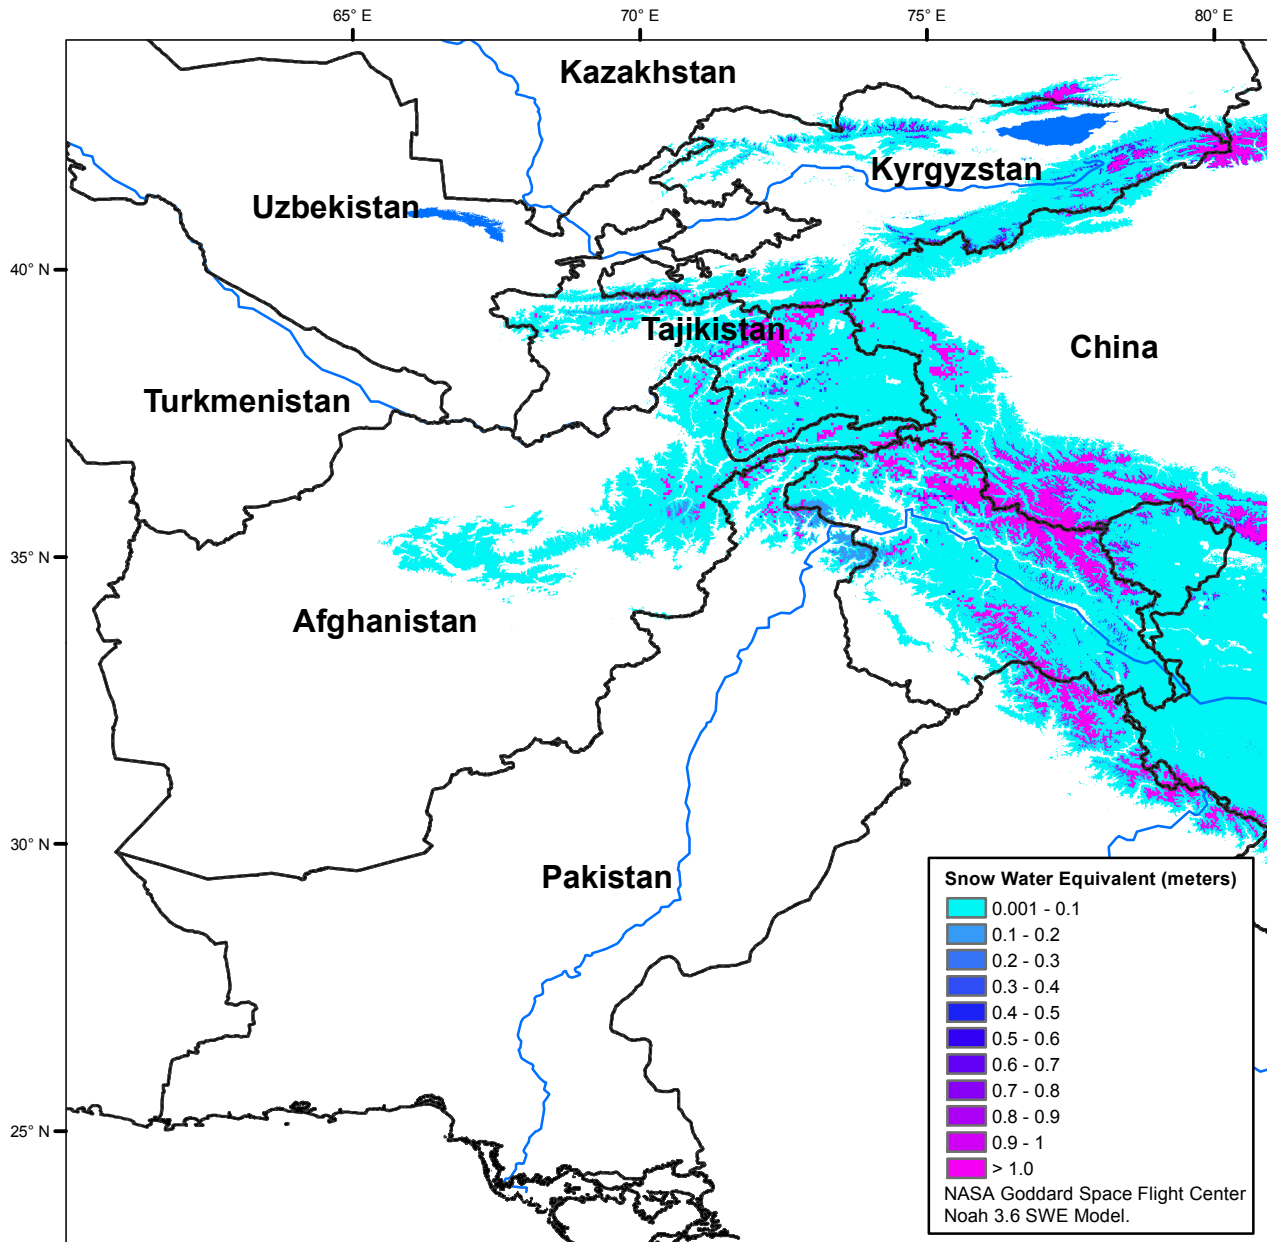 65° E
70° E
75° E
80° E
Kazakhstan
Kyrgyzstan
Uzbekistan
40° N
Tajikistan
China
Turkmenistan
35° N
Afghanistan
30° N
Pakistan
25° N
Snow Water Equivalent (meters)
0.001 - 0.1
0.1 - 0.2
0.2 - 0.3
0.3 - 0.4
0.4 - 0.5
0.5 - 0.6
0.6 - 0.7
0.7 - 0.8
0.8 - 0.9
0.9 - 1
> 1.0
NASA Goddard Space Flight Center
Noah 3.6 SWE Model.